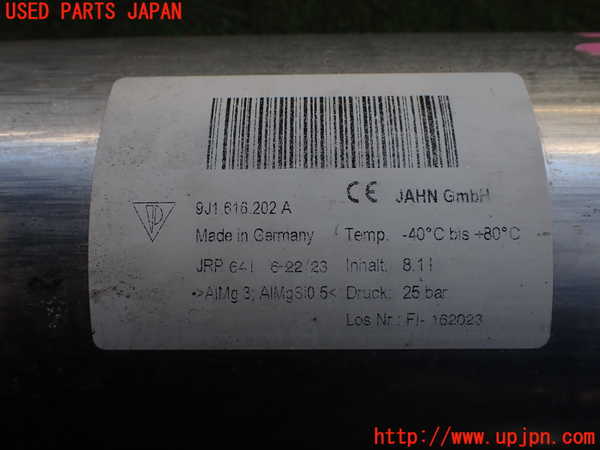 USED PARTS JAPAN
9J1.616.202 A
CE JAHN GmbH
Made in Germany Temp. -40°C bis +80°C
JRP 641 6-22/23 Inhalt. 8.1 l
>AlMg 3; AlMgSi0 5< Druck: 25 bar
Los Nr.: FI- 162023
http://www.upjpn.com/